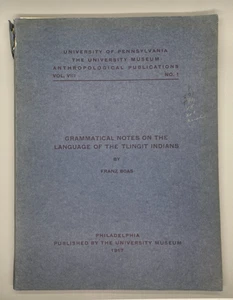 UNIVERSITY OF PENNSYLVANIA
THE UNIVERSITY MUSEUM
ANTHROPOLOGICAL PUBLICATIONS
VOL. VIII NO. 1
GRAMMATICAL NOTES ON THE
LANGUAGE OF THE TLINGIT INDIANS
BY
FRANZ BOAS
PHILADELPHIA
PUBLISHED BY THE UNIVERSITY MUSEUM
1917